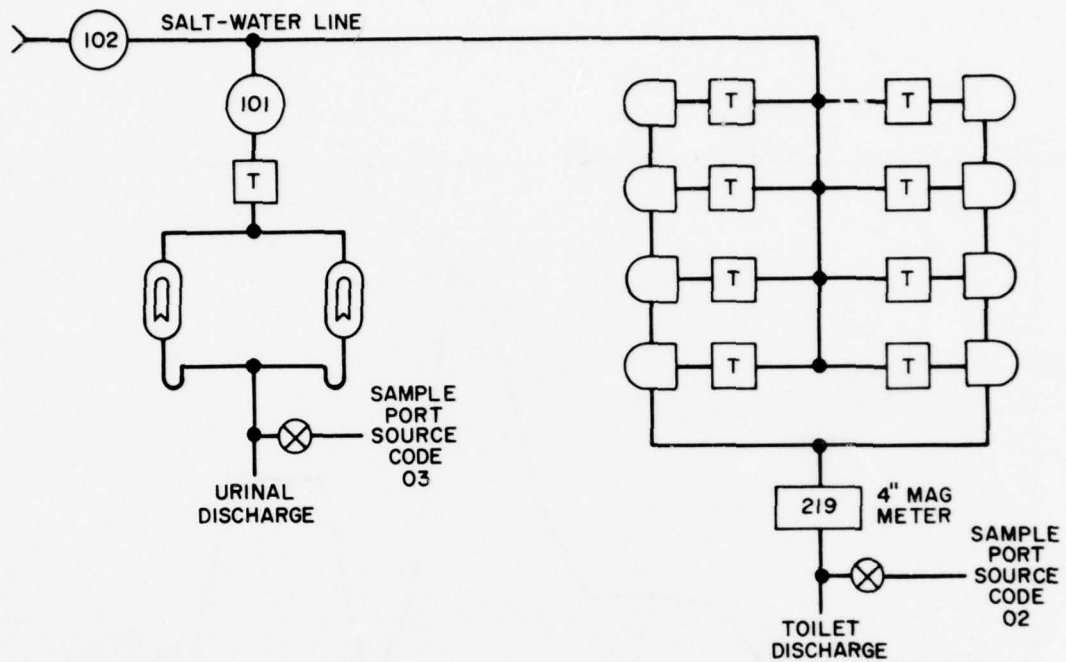 SALT-WATER LINE
102
101
T
T
T
T
T
T
T
T
T
SAMPLE
PORT
SOURCE
CODE
03
URINAL
DISCHARGE
219
4" MAG
METER
SAMPLE
PORT
SOURCE
CODE
02
TOILET
DISCHARGE